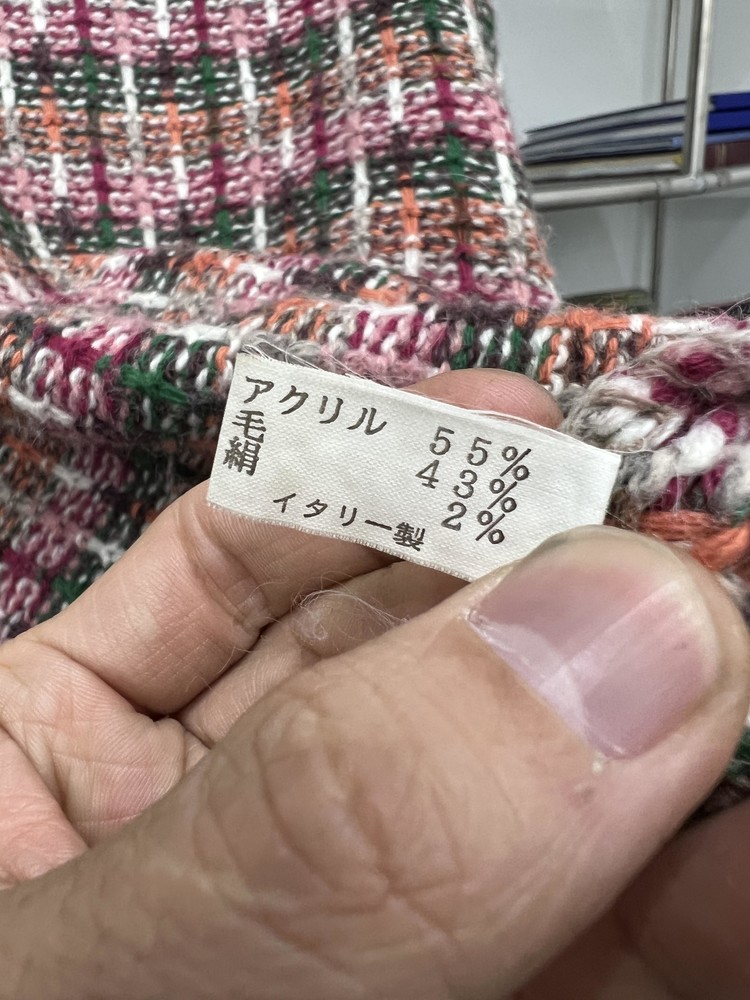 アクリル 55%
毛 43%
絹 2%
イタリー製